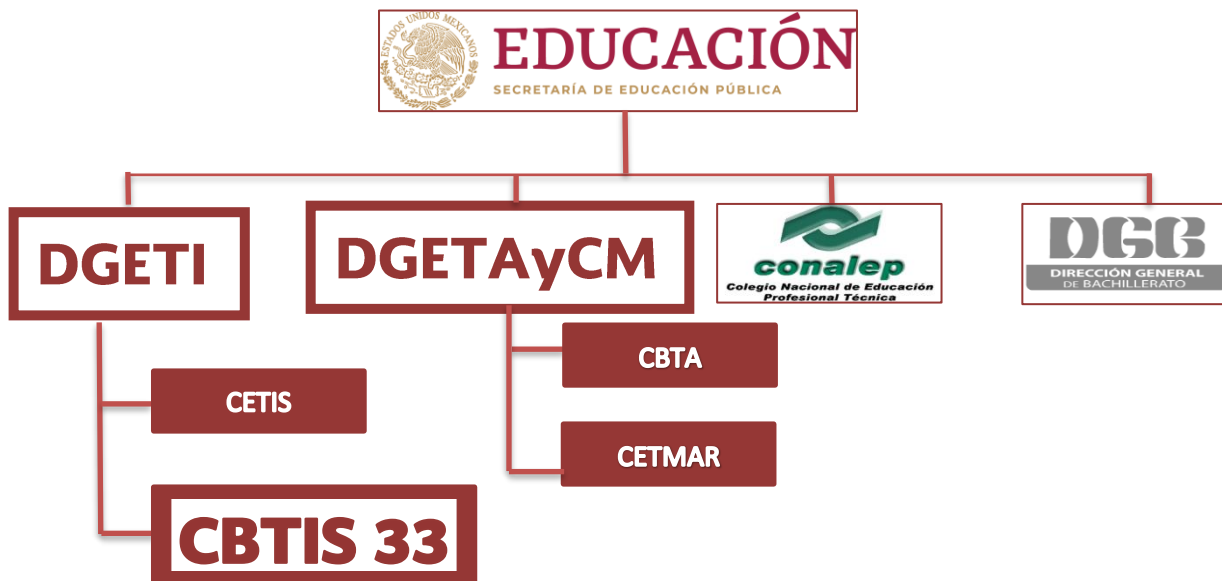 ESTADOS UNIDOS MEXICANOS
EDUCACIÓN
SECRETARÍA DE EDUCACIÓN PÚBLICA
DGETI
DGETAyCM
conalep
Colegio Nacional de Educación
Profesional Técnica
DGB
DIRECCIÓN GENERAL
DE BACHILLERATO
CETIS
CBTIS 33
CBTA
CETMAR